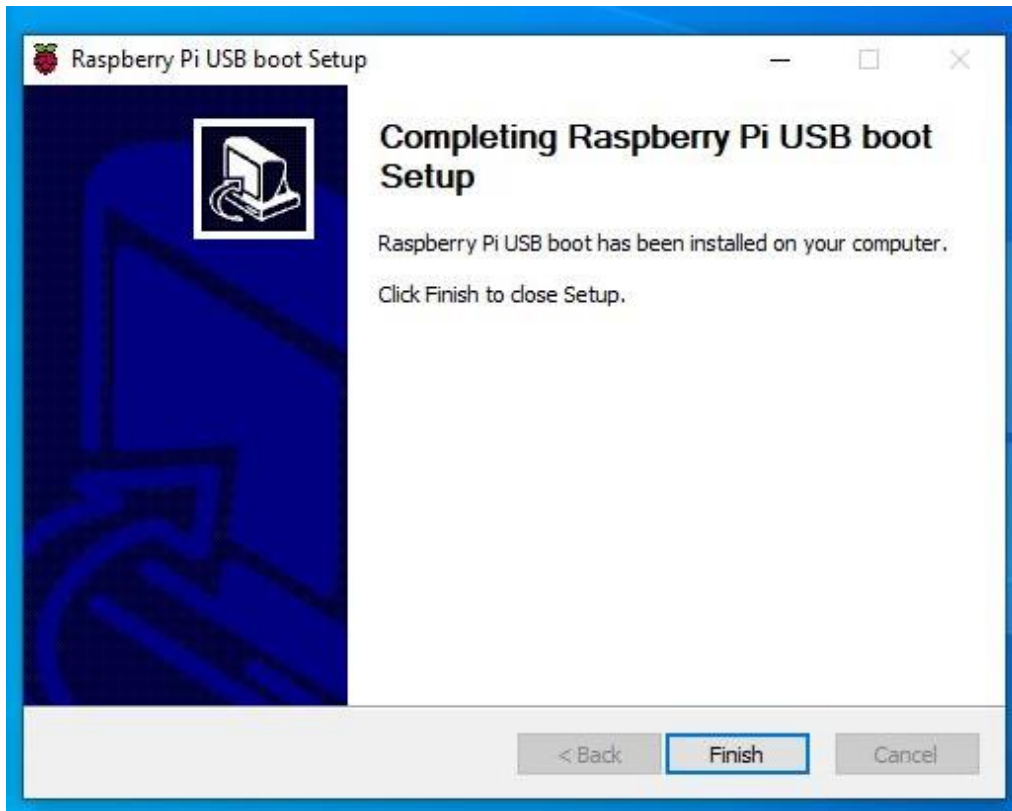 Raspberry Pi USB boot Setup
Completing Raspberry Pi USB boot
Setup
Raspberry Pi USB boot has been installed on your computer.
Click Finish to close Setup.
< Back
Finish
Cancel